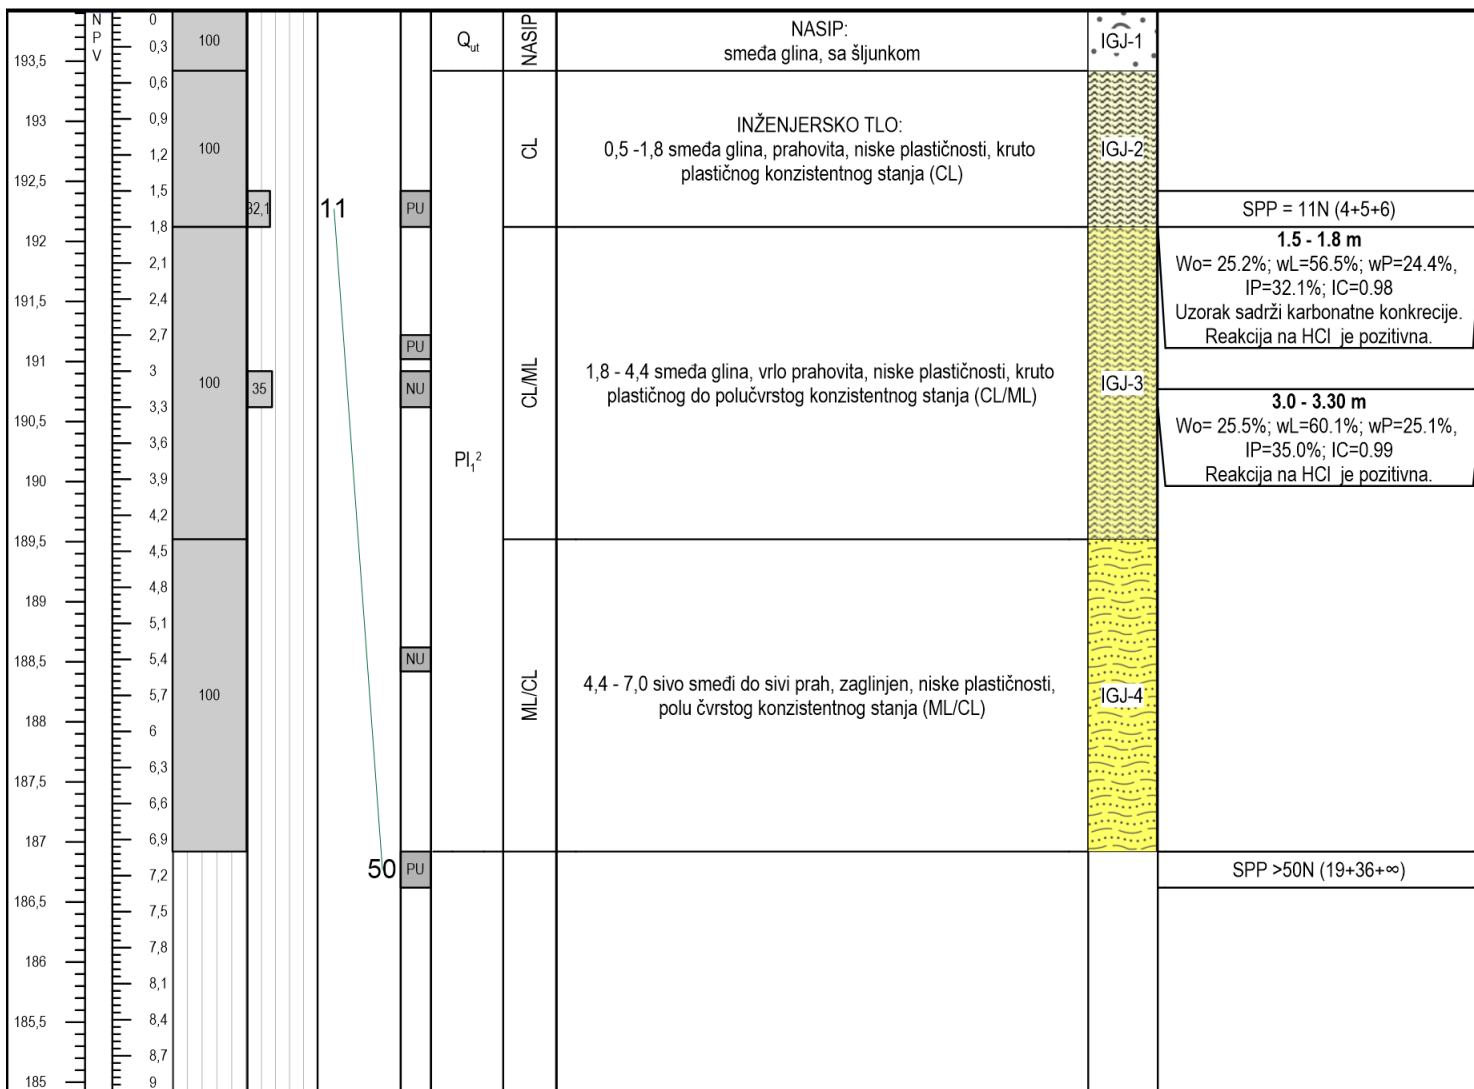 N
P
V
193,5
193
192,5
192
191,5
191
190,5
190
189,5
189
188,5
188
187,5
187
186,5
186
185,5
185
0
0,3
0,6
0,9
1,2
1,5
1,8
2,1
2,4
2,7
3
3,3
3,6
3,9
4,2
4,5
4,8
5,1
5,4
5,7
6
6,3
6,6
6,9
7,2
7,5
7,8
8,1
8,4
8,7
9
100
100
100
100
32,1
35
11
50
PU
PU
NU
NU
PU
Qut
Pl₁²
NASIP
CL
CL/ML
ML/CL
NASIP:
smeđa glina, sa šljunkom
INŽENJERSKO TLO:
0,5 -1,8 smeđa glina, prahovita, niske plastičnosti, kruto
plastičnog konzistentnog stanja (CL)
1,8 - 4,4 smeđa glina, vrlo prahovita, niske plastičnosti, kruto
plastičnog do polučvrstog konzistentnog stanja (CL/ML)
4,4 - 7,0 sivo smeđi do sivi prah, zaglinjen, niske plastičnosti,
polu čvrstog konzistentnog stanja (ML/CL)
IGJ-1
IGJ-2
IGJ-3
IGJ-4
SPP = 11N (4+5+6)
1.5 - 1.8 m
Wo= 25.2%; wL=56.5%; wP=24.4%,
IP=32.1%; IC=0.98
Uzorak sadrži karbonatne konkrecije.
Reakcija na HCl je pozitivna.
3.0 - 3.30 m
Wo= 25.5%; wL=60.1%; wP=25.1%,
IP=35.0%; IC=0.99
Reakcija na HCl je pozitivna.
SPP >50N (19+36+∞)